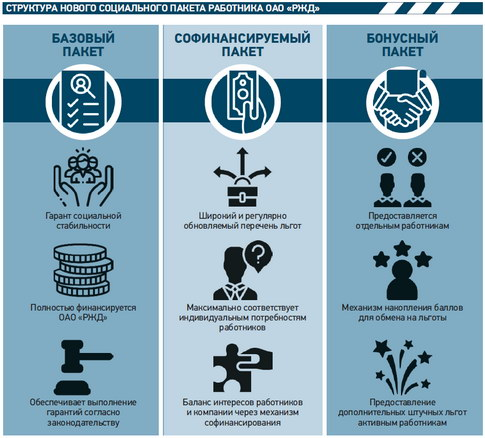 СТРУКТУРА НОВОГО СОЦИАЛЬНОГО ПАКЕТА РАБОТНИКА ОАО «РЖД»
БАЗОВЫЙ
ПАКЕТ
Гарант социальной
стабильности
Полностью финансируется
ОАО «РЖД»
Обеспечивает выполнение
гарантий согласно
законодательству
СОФИНАНСИРУЕМЫЙ
ПАКЕТ
Широкий и регулярно
обновляемый перечень льгот
Максимально соответствует
индивидуальным потребностям
работников
Баланс интересов работников
и компании через механизм
софинансирования
БОНУСНЫЙ
ПАКЕТ
Предоставляется
отдельным работникам
Механизм накопления баллов
для обмена на льготы
Предоставление
дополнительных штучных льгот
активным работникам